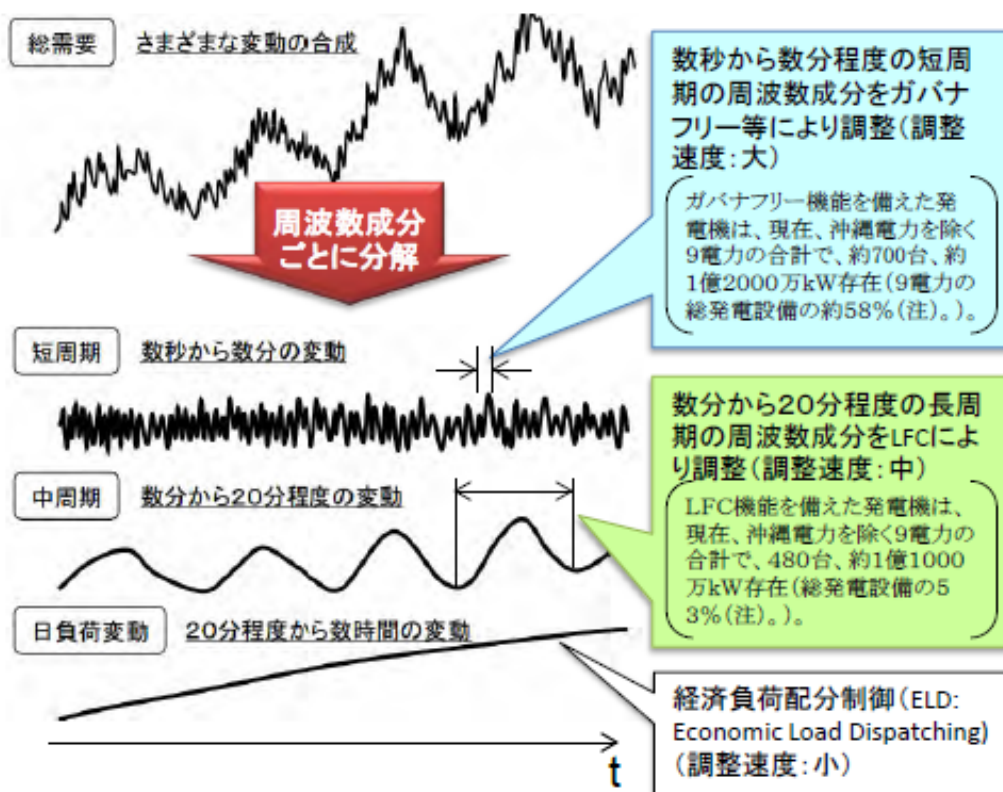 総需要
さまざまな変動の合成
周波数成分
ごとに分解
数秒から数分程度の短周
期の周波数成分をガバナ
フリー等により調整(調整
速度:大)
ガバナフリー機能を備えた発
電機は、現在、沖縄電力を除く
9電力の合計で、約700台、約
1億2000万kW存在(9電力の
総発電設備の約58%(注)。)。
短周期
数秒から数分の変動
中周期
数分から20分程度の変動
数分から20分程度の長周
期の周波数成分をLFCによ
り調整(調整速度:中)
LFC機能を備えた発電機は、
現在、沖縄電力を除く9電力の
合計で、480台、約1億1000
万kW存在(総発電設備の5
3%(注)。)。
日負荷変動
20分程度から数時間の変動
経済負荷配分制御(ELD:
Economic Load Dispatching)
(調整速度:小)
t